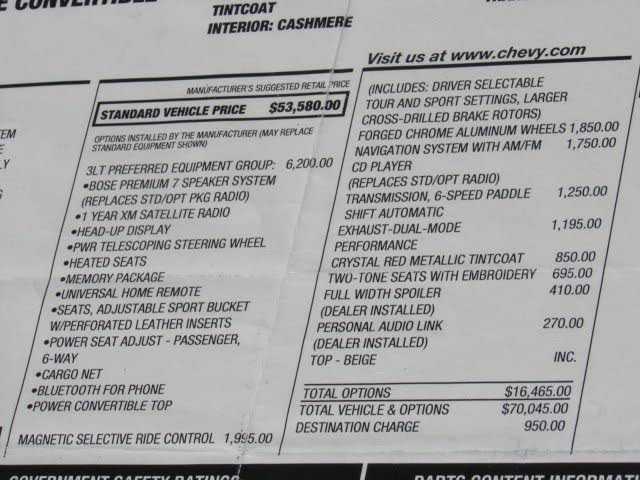 E CONVERTIBLE
TINTCOAT
INTERIOR: CASHMERE
Visit us at www.chevy.com
MANUFACTURER'S SUGGESTED RETAIL PRICE
STANDARD VEHICLE PRICE $53,580.00
OPTIONS INSTALLED BY THE MANUFACTURER (MAY REPLACE
STANDARD EQUIPMENT SHOWN)
3LT PREFERRED EQUIPMENT GROUP: 6,200.00
•BOSE PREMIUM 7 SPEAKER SYSTEM
(REPLACES STD/OPT PKG RADIO)
•1 YEAR XM SATELLITE RADIO
•HEAD-UP DISPLAY
•PWR TELESCOPING STEERING WHEEL
•HEATED SEATS
•MEMORY PACKAGE
•UNIVERSAL HOME REMOTE
•SEATS, ADJUSTABLE SPORT BUCKET
W/PERFORATED LEATHER INSERTS
•POWER SEAT ADJUST - PASSENGER,
6-WAY
•CARGO NET
•BLUETOOTH FOR PHONE
•POWER CONVERTIBLE TOP
MAGNETIC SELECTIVE RIDE CONTROL 1,995.00
(INCLUDES: DRIVER SELECTABLE
TOUR AND SPORT SETTINGS, LARGER
CROSS-DRILLED BRAKE ROTORS)
FORGED CHROME ALUMINUM WHEELS 1,850.00
NAVIGATION SYSTEM WITH AM/FM 1,750.00
CD PLAYER
(REPLACES STD/OPT RADIO)
TRANSMISSION, 6-SPEED PADDLE 1,250.00
SHIFT AUTOMATIC
EXHAUST-DUAL-MODE 1,195.00
PERFORMANCE
CRYSTAL RED METALLIC TINTCOAT 850.00
TWO-TONE SEATS WITH EMBROIDERY 695.00
FULL WIDTH SPOILER 410.00
(DEALER INSTALLED)
PERSONAL AUDIO LINK 270.00
(DEALER INSTALLED)
TOP - BEIGE INC.
TOTAL OPTIONS $16,465.00
TOTAL VEHICLE & OPTIONS $70,045.00
DESTINATION CHARGE 950.00
GOVERNMENT SAFETY RATINGS
PARTS CONTENT INFORMATI